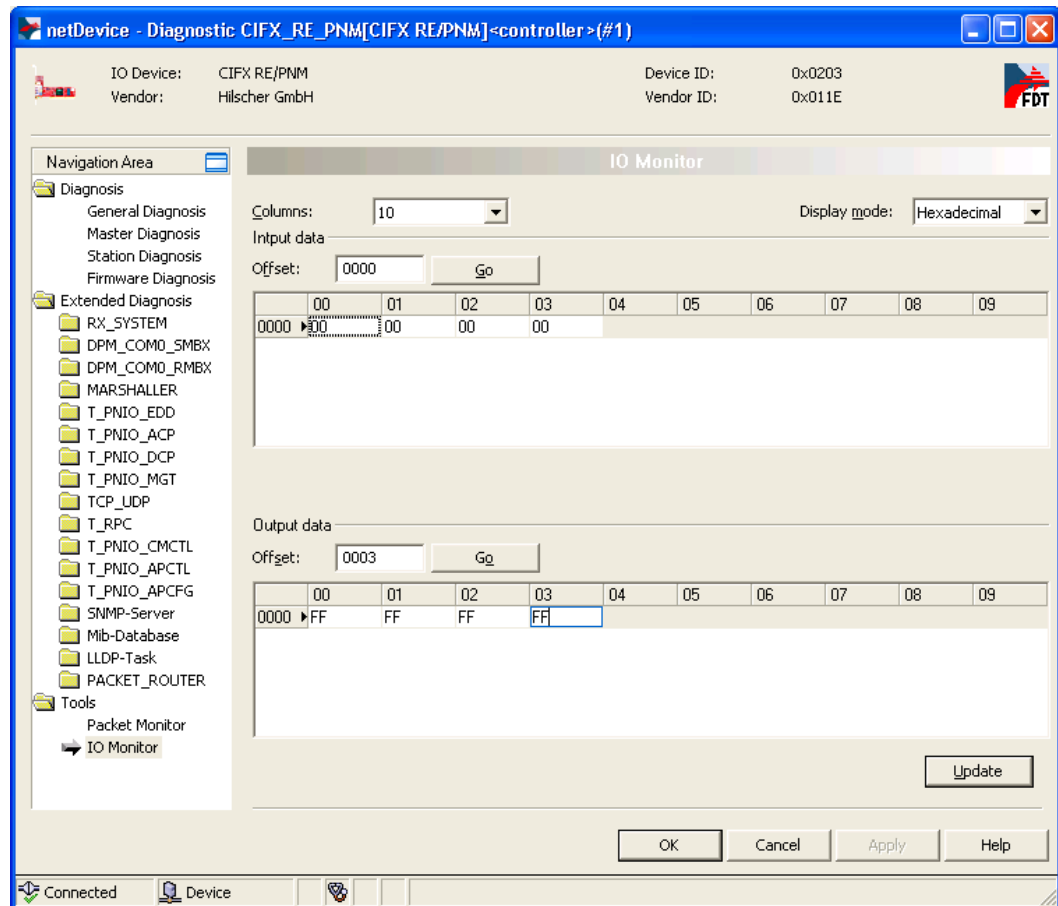 netDevice - Diagnostic CIFX_RE_PNM[CIFX RE/PNM]<controller>(#1)
IO Device: CIFX RE/PNM Device ID: 0x0203
Vendor: Hilscher GmbH Vendor ID: 0x011E
FDT
Navigation Area
Diagnosis
General Diagnosis
Master Diagnosis
Station Diagnosis
Firmware Diagnosis
Extended Diagnosis
RX_SYSTEM
DPM_COM0_SMBX
DPM_COM0_RMBX
MARSHALLER
T_PNIO_EDD
T_PNIO_ACP
T_PNIO_DCP
T_PNIO_MGT
TCP_UDP
T_RPC
T_PNIO_CMCTL
T_PNIO_APCTL
T_PNIO_APCFG
SNMP-Server
Mib-Database
LLDP-Task
PACKET_ROUTER
Tools
Packet Monitor
IO Monitor
IO Monitor
Columns: 10 Display mode: Hexadecimal
Intput data
Offset: 0000 Go
00 01 02 03 04 05 06 07 08 09
0000 00 00 00 00
Output data
Offset: 0003 Go
00 01 02 03 04 05 06 07 08 09
0000 FF FF FF FF
Update
OK Cancel Apply Help
Connected Device